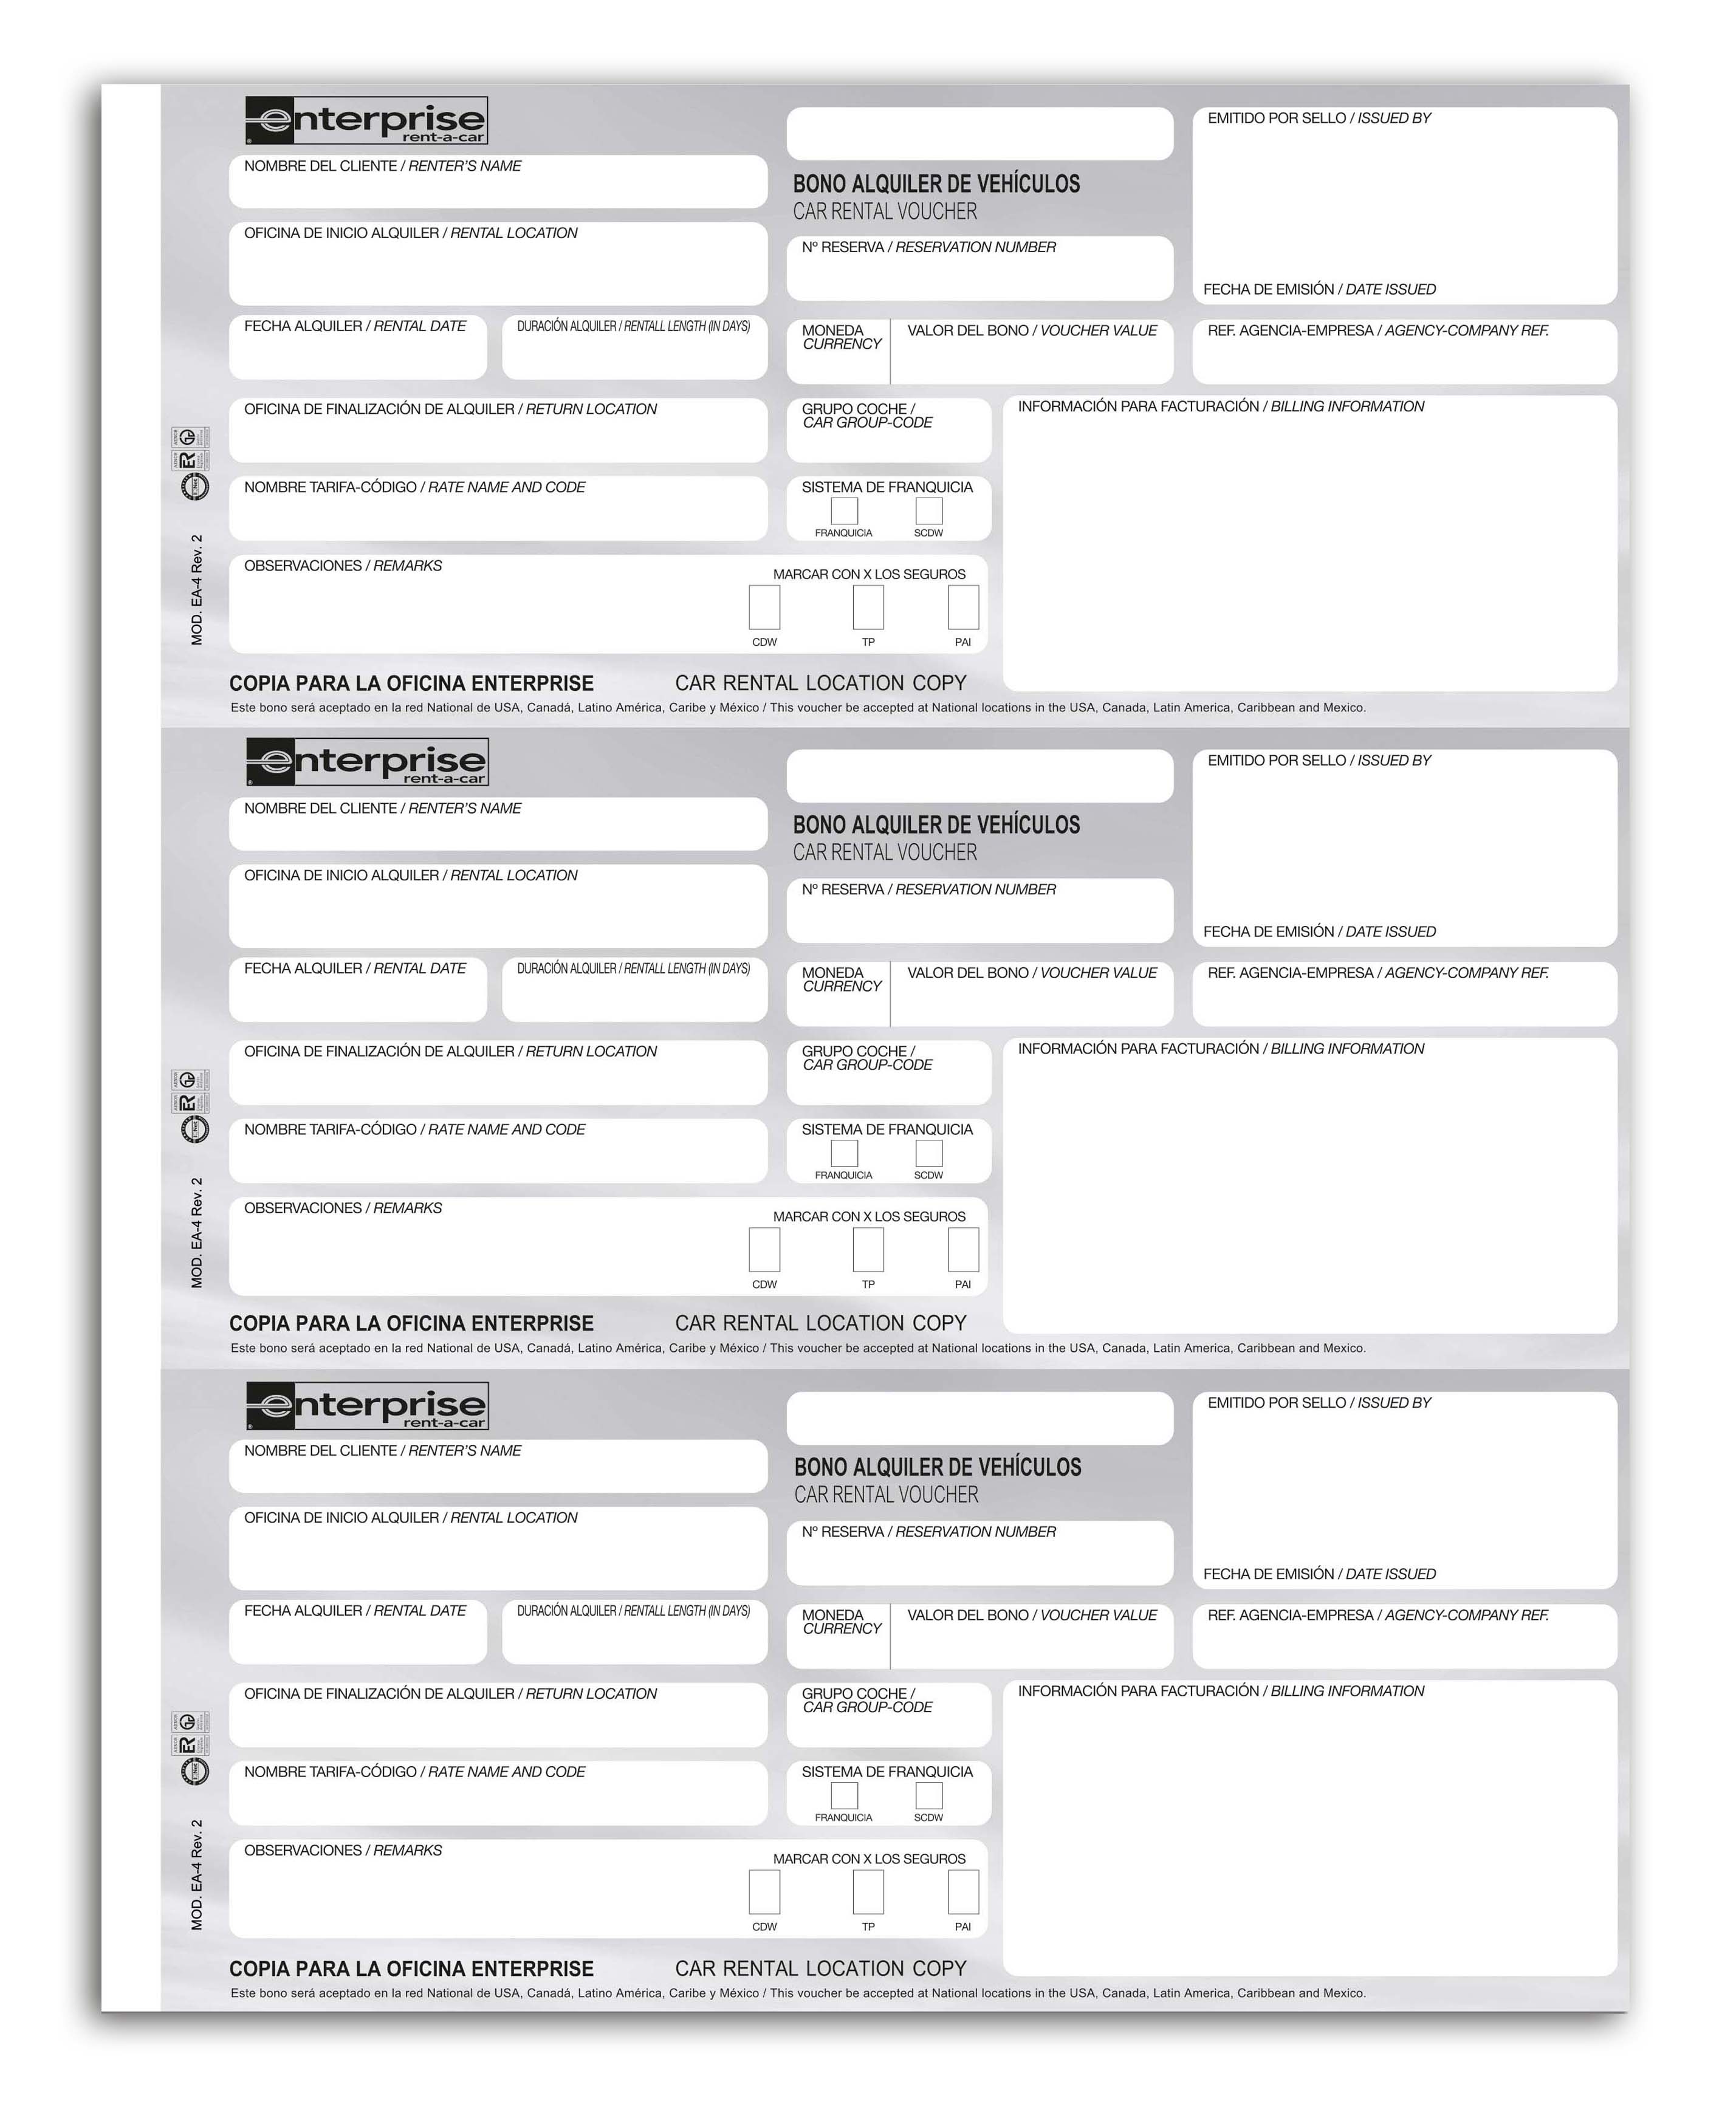 enterprise
rent-a-car
EMITIDO POR SELLO / ISSUED BY
NOMBRE DEL CLIENTE / RENTER'S NAME
BONO ALQUILER DE VEHÍCULOS
CAR RENTAL VOUCHER
OFICINA DE INICIO ALQUILER / RENTAL LOCATION
Nº RESERVA / RESERVATION NUMBER
FECHA DE EMISIÓN / DATE ISSUED
FECHA ALQUILER / RENTAL DATE
DURACIÓN ALQUILER / RENTALL LENGTH (IN DAYS)
MONEDA
CURRENCY
VALOR DEL BONO / VOUCHER VALUE
REF. AGENCIA-EMPRESA / AGENCY-COMPANY REF.
OFICINA DE FINALIZACIÓN DE ALQUILER / RETURN LOCATION
GRUPO COCHE /
CAR GROUP-CODE
INFORMACIÓN PARA FACTURACIÓN / BILLING INFORMATION
NOMBRE TARIFA-CÓDIGO / RATE NAME AND CODE
SISTEMA DE FRANQUICIA
FRANQUICIA
SCDW
OBSERVACIONES / REMARKS
MARCAR CON X LOS SEGUROS
CDW
TP
PAI
MOD. EA-4 Rev. 2
COPIA PARA LA OFICINA ENTERPRISE
CAR RENTAL LOCATION COPY
Este bono será aceptado en la red National de USA, Canadá, Latino América, Caribe y México / This voucher be accepted at National locations in the USA, Canada, Latin America, Caribbean and Mexico.
enterprise
rent-a-car
EMITIDO POR SELLO / ISSUED BY
NOMBRE DEL CLIENTE / RENTER'S NAME
BONO ALQUILER DE VEHÍCULOS
CAR RENTAL VOUCHER
OFICINA DE INICIO ALQUILER / RENTAL LOCATION
Nº RESERVA / RESERVATION NUMBER
FECHA DE EMISIÓN / DATE ISSUED
FECHA ALQUILER / RENTAL DATE
DURACIÓN ALQUILER / RENTALL LENGTH (IN DAYS)
MONEDA
CURRENCY
VALOR DEL BONO / VOUCHER VALUE
REF. AGENCIA-EMPRESA / AGENCY-COMPANY REF.
OFICINA DE FINALIZACIÓN DE ALQUILER / RETURN LOCATION
GRUPO COCHE /
CAR GROUP-CODE
INFORMACIÓN PARA FACTURACIÓN / BILLING INFORMATION
NOMBRE TARIFA-CÓDIGO / RATE NAME AND CODE
SISTEMA DE FRANQUICIA
FRANQUICIA
SCDW
OBSERVACIONES / REMARKS
MARCAR CON X LOS SEGUROS
CDW
TP
PAI
MOD. EA-4 Rev. 2
COPIA PARA LA OFICINA ENTERPRISE
CAR RENTAL LOCATION COPY
Este bono será aceptado en la red National de USA, Canadá, Latino América, Caribe y México / This voucher be accepted at National locations in the USA, Canada, Latin America, Caribbean and Mexico.
enterprise
rent-a-car
EMITIDO POR SELLO / ISSUED BY
NOMBRE DEL CLIENTE / RENTER'S NAME
BONO ALQUILER DE VEHÍCULOS
CAR RENTAL VOUCHER
OFICINA DE INICIO ALQUILER / RENTAL LOCATION
Nº RESERVA / RESERVATION NUMBER
FECHA DE EMISIÓN / DATE ISSUED
FECHA ALQUILER / RENTAL DATE
DURACIÓN ALQUILER / RENTALL LENGTH (IN DAYS)
MONEDA
CURRENCY
VALOR DEL BONO / VOUCHER VALUE
REF. AGENCIA-EMPRESA / AGENCY-COMPANY REF.
OFICINA DE FINALIZACIÓN DE ALQUILER / RETURN LOCATION
GRUPO COCHE /
CAR GROUP-CODE
INFORMACIÓN PARA FACTURACIÓN / BILLING INFORMATION
NOMBRE TARIFA-CÓDIGO / RATE NAME AND CODE
SISTEMA DE FRANQUICIA
FRANQUICIA
SCDW
OBSERVACIONES / REMARKS
MARCAR CON X LOS SEGUROS
CDW
TP
PAI
MOD. EA-4 Rev. 2
COPIA PARA LA OFICINA ENTERPRISE
CAR RENTAL LOCATION COPY
Este bono será aceptado en la red National de USA, Canadá, Latino América, Caribe y México / This voucher be accepted at National locations in the USA, Canada, Latin America, Caribbean and Mexico.